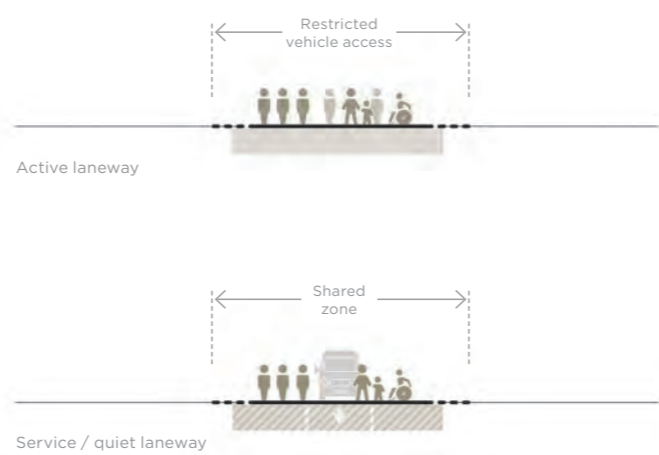 Restricted
vehicle access
Active laneway
Shared
zone
Service / quiet laneway